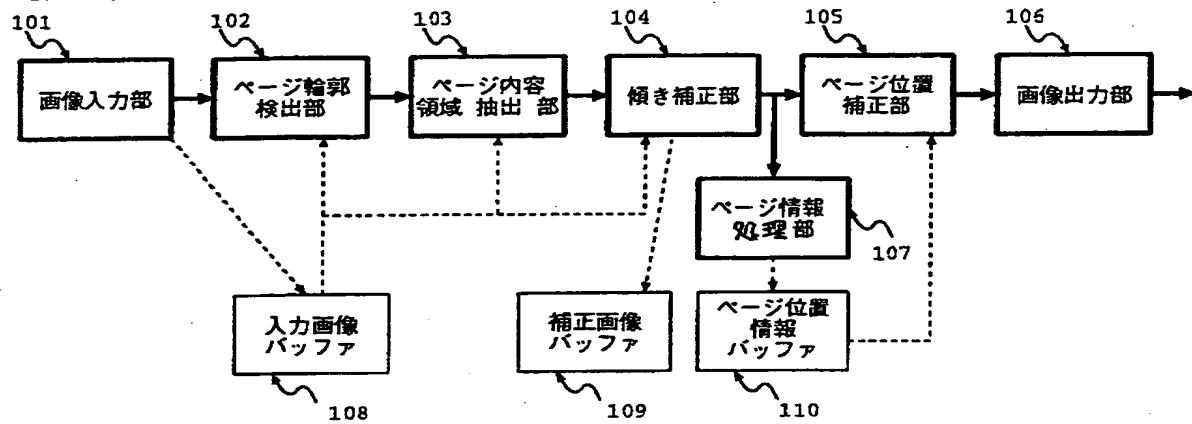 101
102
103
104
105
106
画像入力部
ページ輪郭
検出部
ページ内容
領域 抽出 部
傾き補正部
ページ位置
補正部
画像出力部
ページ情報
処理部
107
入力画像
バッファ
補正画像
バッファ
ページ位置
情報
バッファ
108
109
110